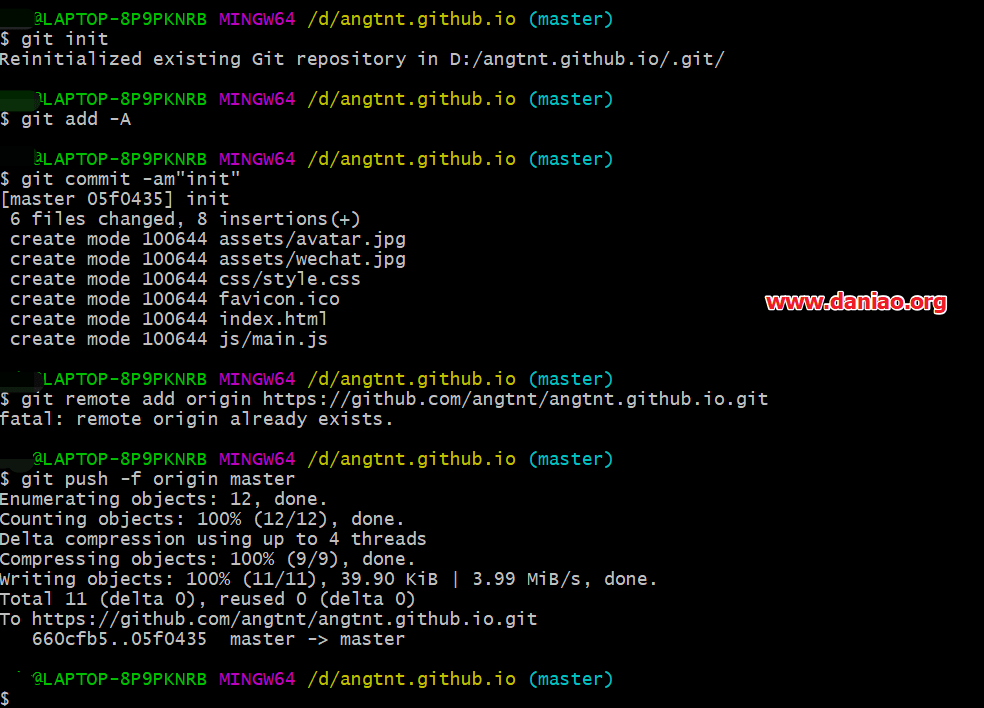 @LAPTOP-8P9PKNRB MINGW64 /d/angtnt.github.io (master)
$ git init
Reinitialized existing Git repository in D:/angtnt.github.io/.git/
@LAPTOP-8P9PKNRB MINGW64 /d/angtnt.github.io (master)
$ git add -A
@LAPTOP-8P9PKNRB MINGW64 /d/angtnt.github.io (master)
$ git commit -am"init"
[master 05f0435] init
6 files changed, 8 insertions(+)
create mode 100644 assets/avatar.jpg
create mode 100644 assets/wechat.jpg
create mode 100644 css/style.css
create mode 100644 favicon.ico
www.daniao.org
create mode 100644 index.html
create mode 100644 js/main.js
@LAPTOP-8P9PKNRB MINGW64 /d/angtnt.github.io (master)
$ git remote add origin https://github.com/angtnt/angtnt.github.io.git
fatal: remote origin already exists.
@LAPTOP-8P9PKNRB MINGW64 /d/angtnt.github.io (master)
$ git push -f origin master
Enumerating objects: 12, done.
Counting objects: 100% (12/12), done.
Delta compression using up to 4 threads
Compressing objects: 100% (9/9), done.
Writing objects: 100% (11/11), 39.90 KiB | 3.99 MiB/s, done.
Total 11 (delta 0), reused 0 (delta 0)
To https://github.com/angtnt/angtnt.github.io.git
660cfb5..05f0435  master -> master
@LAPTOP-8P9PKNRB MINGW64 /d/angtnt.github.io (master)
$